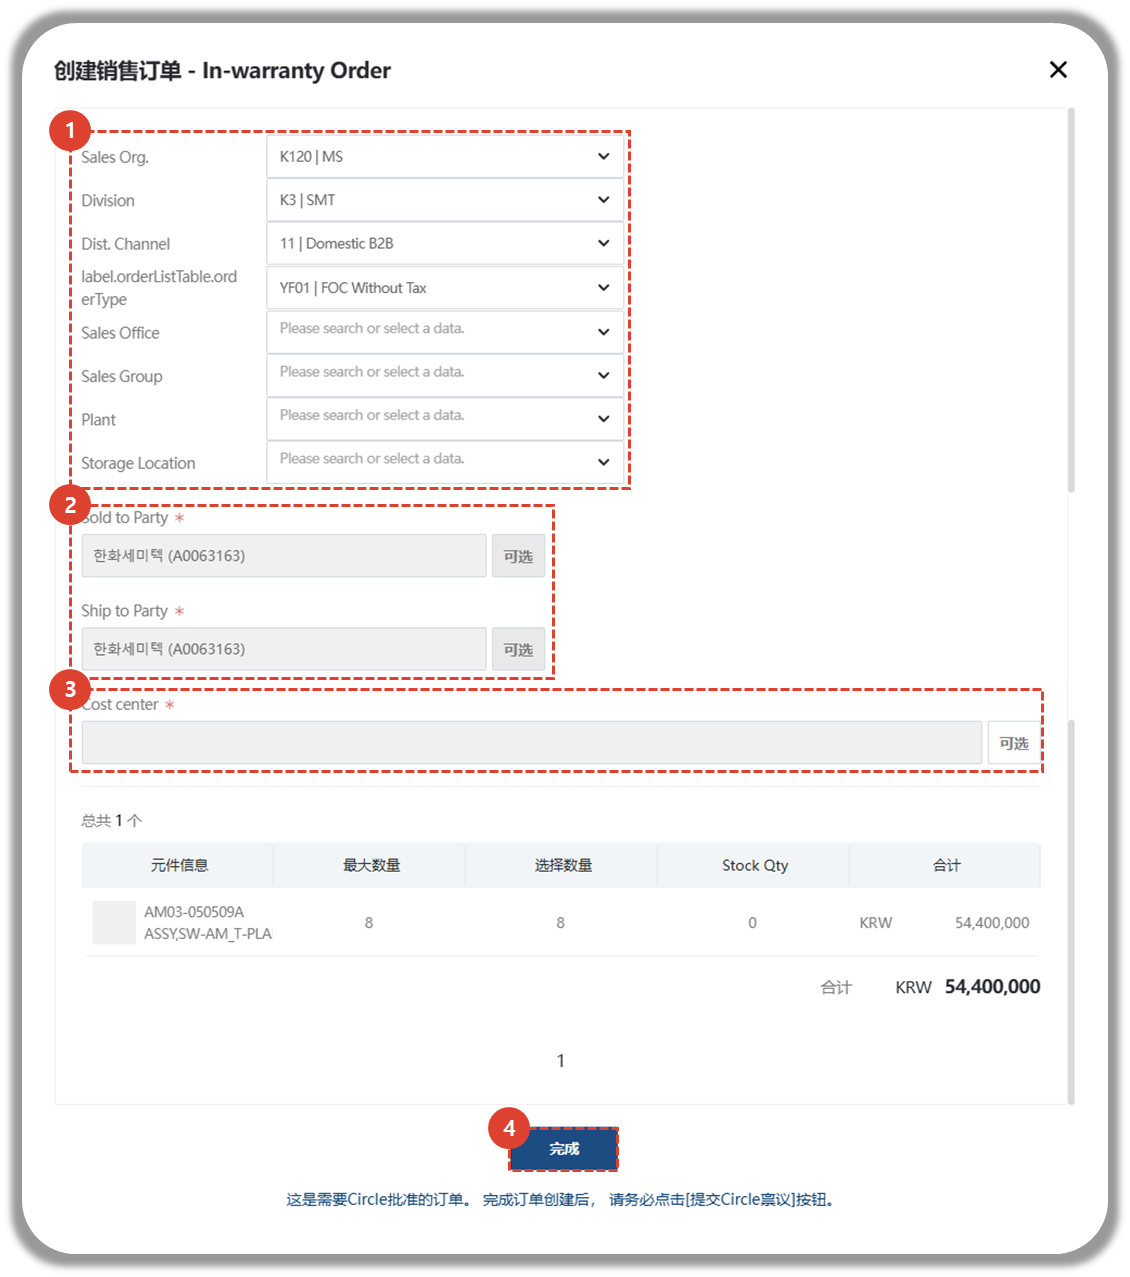 创建销售订单 - In-warranty Order
1
Sales Org.
K120 | MS
Division
K3 | SMT
Dist. Channel
11 | Domestic B2B
label.orderListTable.ord
erType
YF01 | FOC Without Tax
Sales Office
Please search or select a data.
Sales Group
Please search or select a data.
Plant
Please search or select a data.
Storage Location
Please search or select a data.
2
Sold to Party *
한화세미텍 (A0063163)
可选
Ship to Party *
한화세미텍 (A0063163)
可选
3
Cost center *
可选
总共 1 个
元件信息
最大数量
选择数量
Stock Qty
合计
AM03-050509A
ASSY,SW-AM_T-PLA
8
8
0
KRW
54,400,000
合计
KRW 54,400,000
1
4
完成
这是需要Circle批准的订单。 完成订单创建后， 请务必点击[提交Circle禀议]按钮。